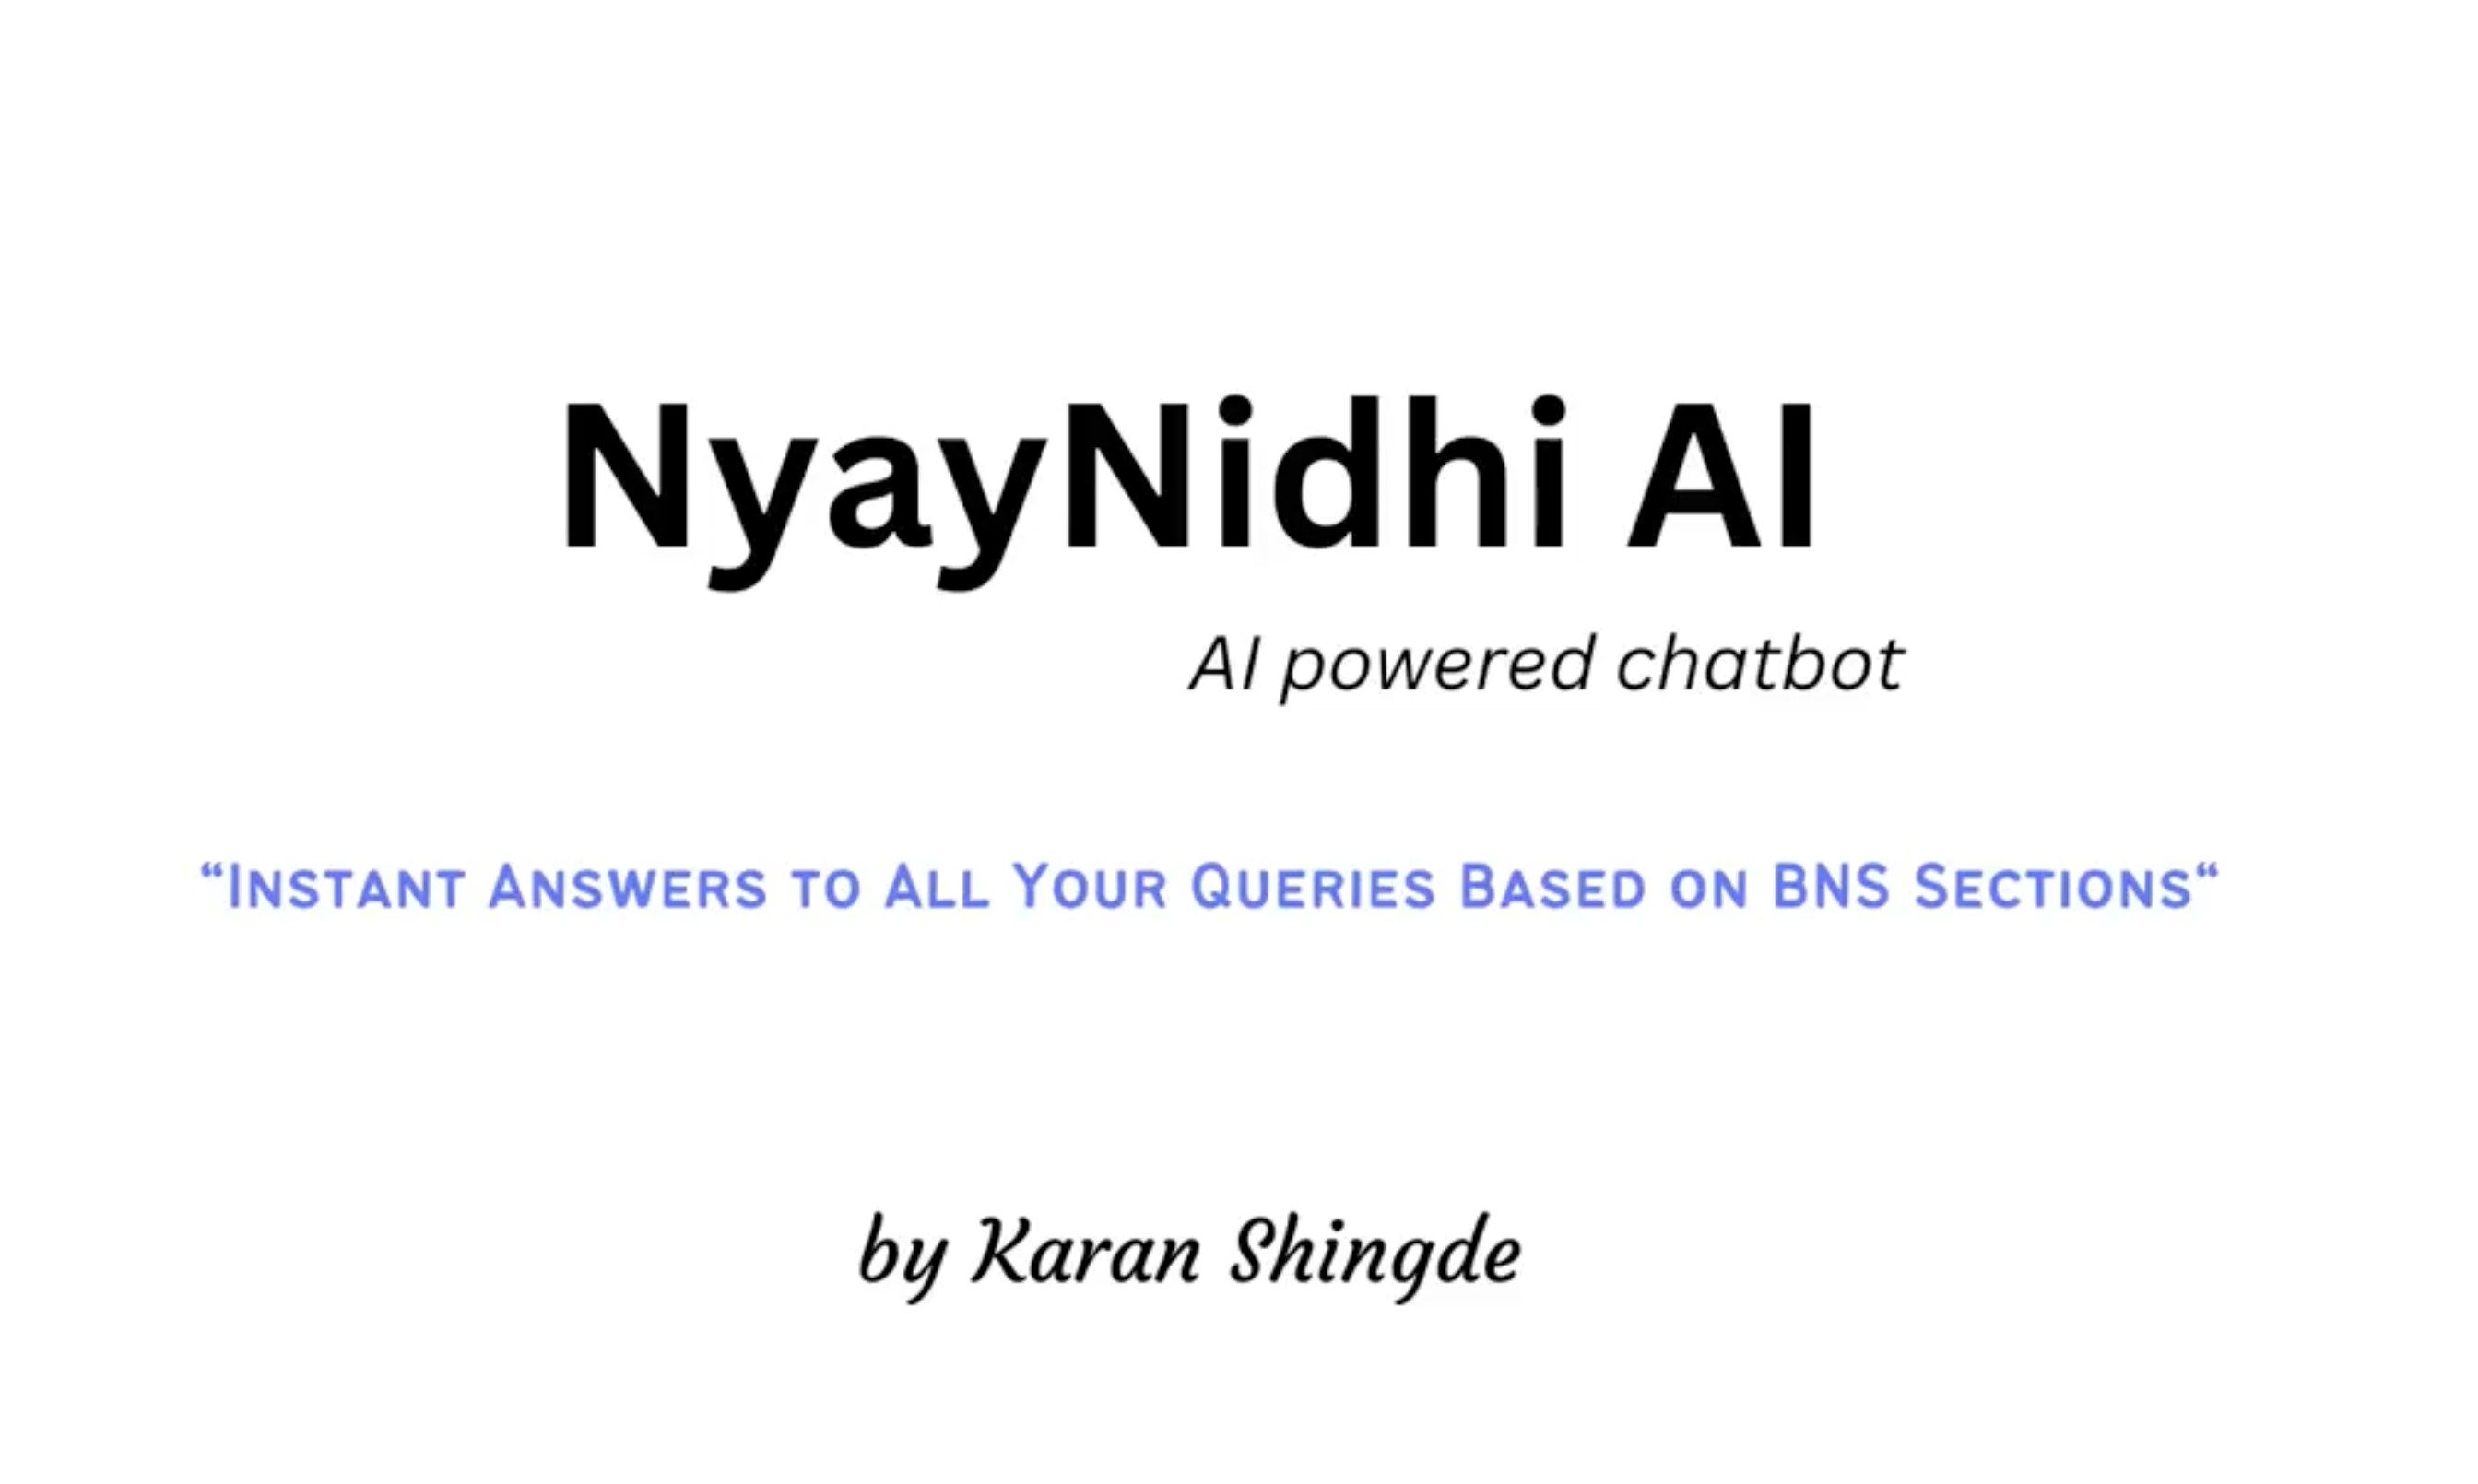 NyayNidhi AI
AI powered chatbot
“Instant Answers to All Your Queries Based on BNS Sections“
by Karan Shingde